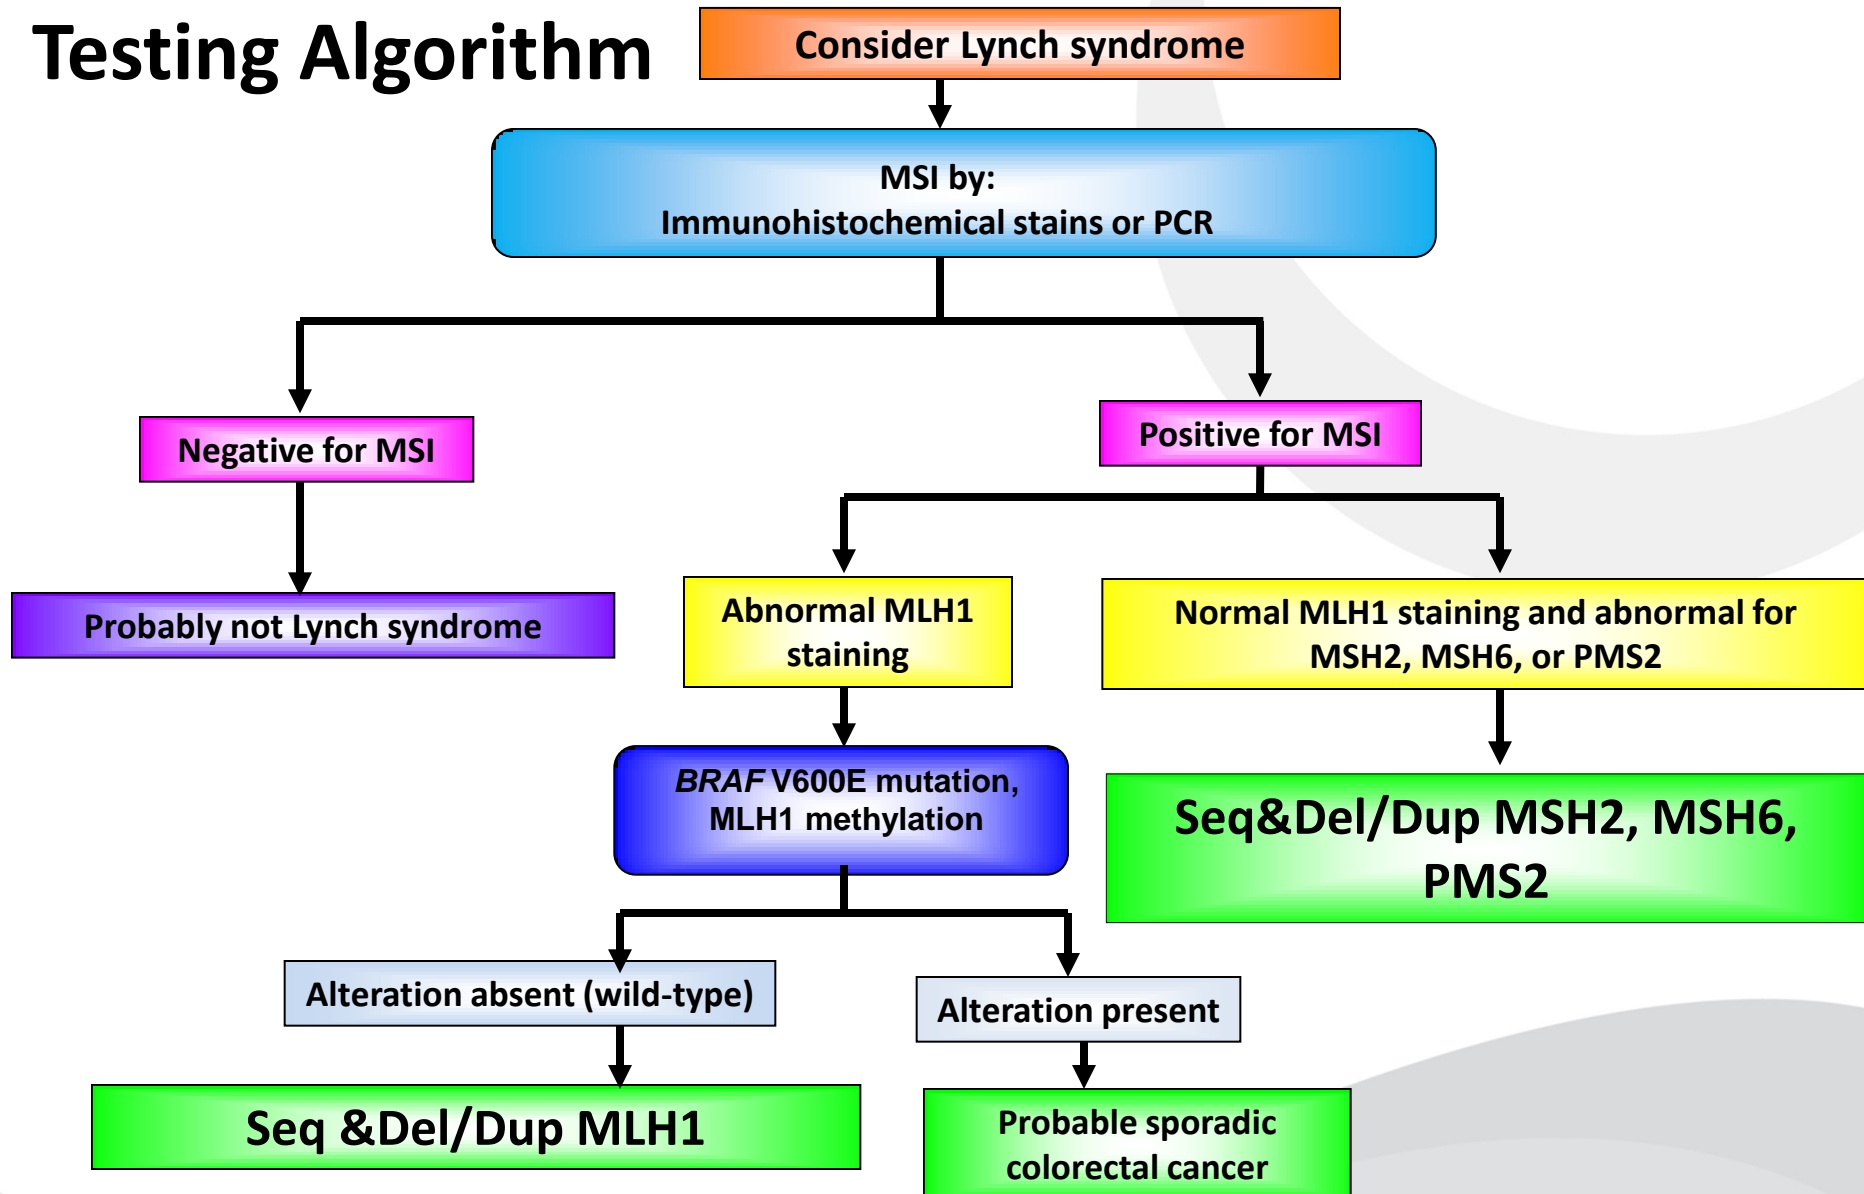 Testing Algorithm
Consider Lynch syndrome
MSI by:
Immunohistochemical stains or PCR
Negative for MSI
Positive for MSI
Probably not Lynch syndrome
Abnormal MLH1
staining
Normal MLH1 staining and abnormal for
MSH2, MSH6, or PMS2
BRAF V600E mutation,
MLH1 methylation
Seq&Del/Dup MSH2, MSH6,
PMS2
Alteration absent (wild-type)
Alteration present
Seq &Del/Dup MLH1
Probable sporadic
colorectal cancer